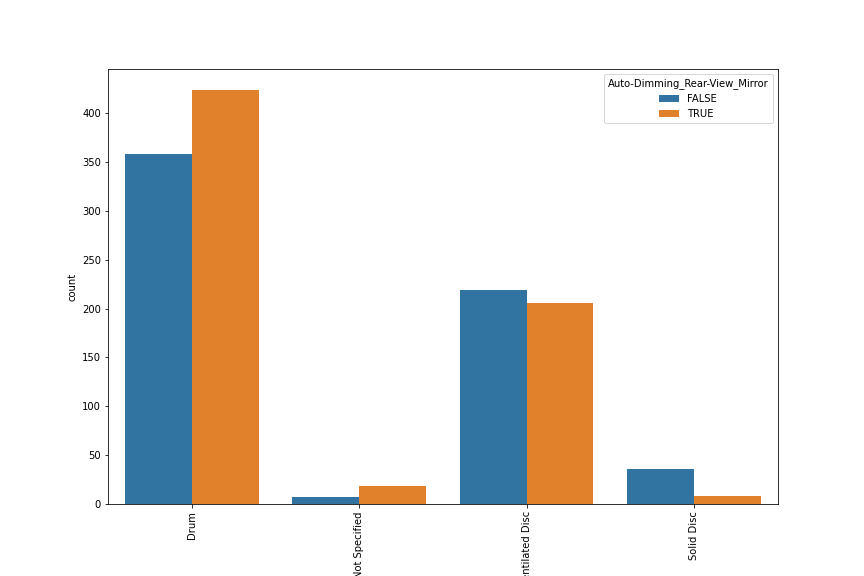 Auto-Dimming_Rear-View_Mirror
FALSE
TRUE
count
400
350
300
250
200
150
100
50
0
Drum
Not Specified
Disc
Solid Disc